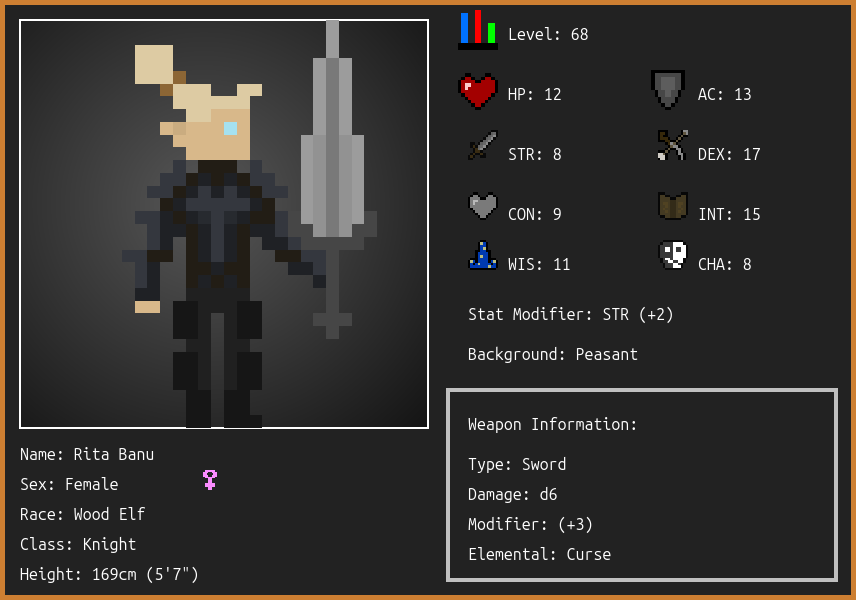 Level: 68
HP: 12
AC: 13
STR: 8
DEX: 17
CON: 9
INT: 15
WIS: 11
CHA: 8
Stat Modifier: STR (+2)
Background: Peasant
Weapon Information:
Type: Sword
Damage: d6
Modifier: (+3)
Elemental: Curse
Name: Rita Banu
Sex: Female
Race: Wood Elf
Class: Knight
Height: 169cm (5'7")